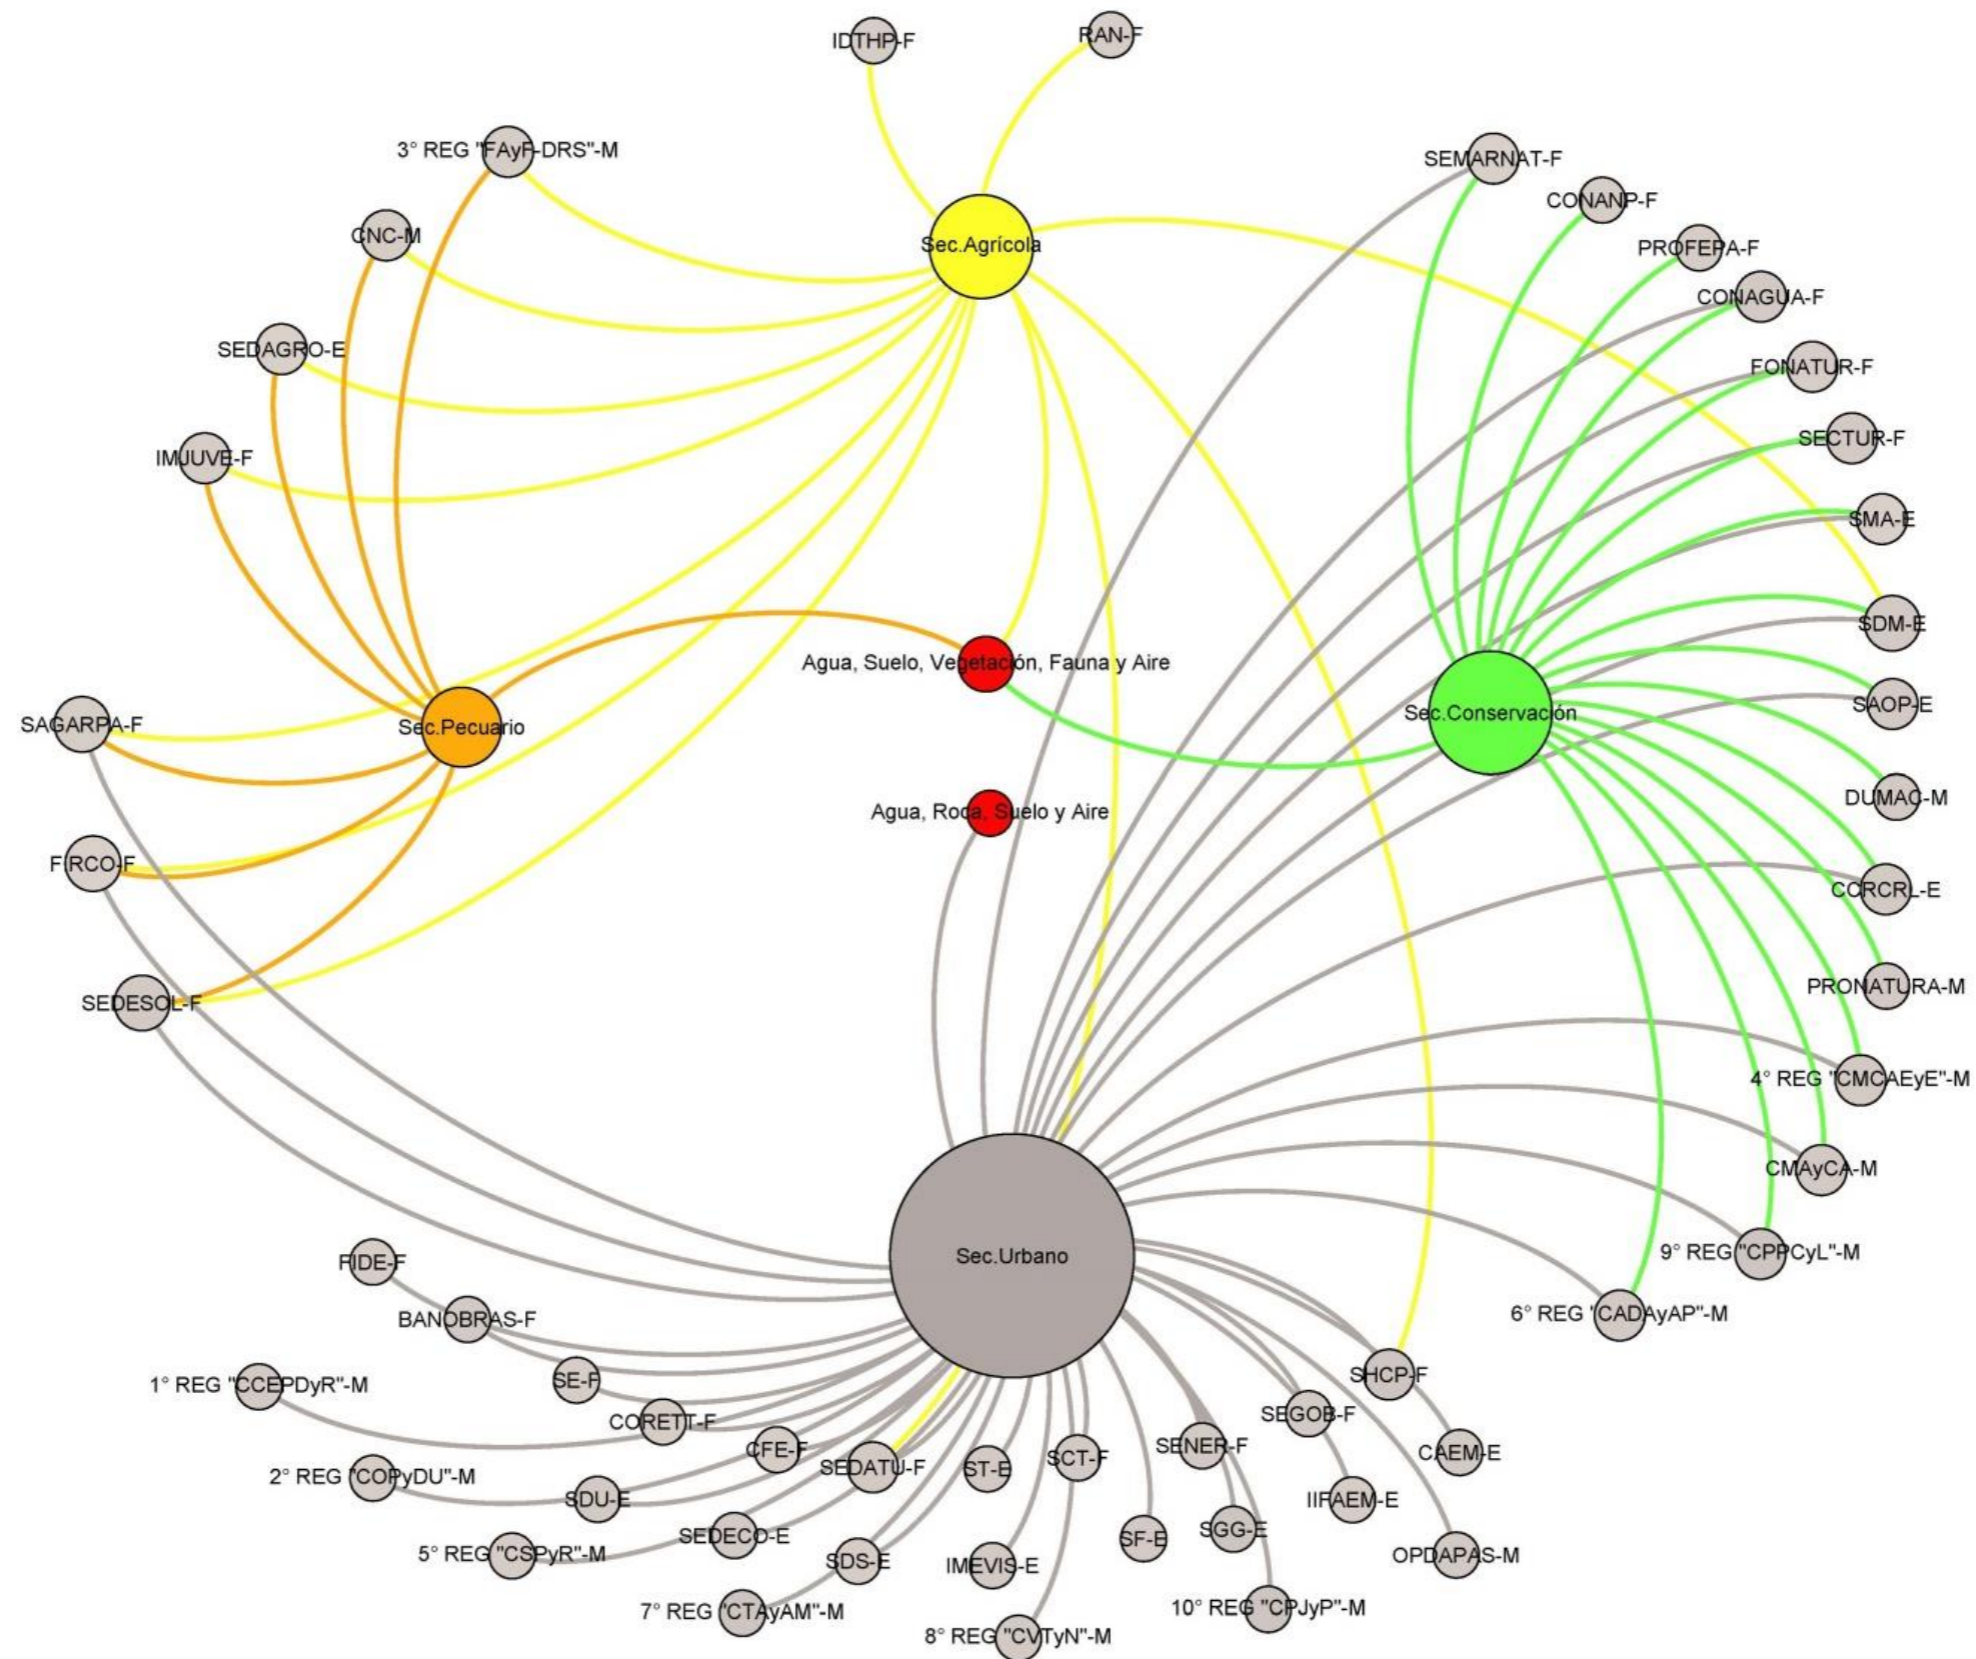 IDTHP-F
RAN-F
3° REG "FAyF-DRS"-M
SEMARNAT-F
CONANP-F
CNC-M
PROFEPA-F
Sec.Agrícola
CONAGUA-F
SEDAGRO-E
FONATUR-F
SECTUR-F
IMJUVE-F
SMA-E
SDM-E
Agua, Suelo, Vegetación, Fauna y Aire
SAOP-E
Sec.Conservación
SAGARPA-F
Sec.Pecuario
DUMAC-M
Agua, Roca, Suelo y Aire
FIRCO-F
CCRCRL-E
PRONATURA-M
SEDESOL-F
4° REG "CMCAEyE"-M
CMAyCA-M
9° REG "CPPCyL"-M
Sec.Urbano
FIDE-F
6° REG "CADAyAP"-M
BANOBRAS-F
SHCP-F
SE-F
1° REG "CCEPDyR"-M
SEGOB-F
CORETT-F
SENER-F
CFE-F
CAEM-E
SCT-F
SEDATU-F
ST-E
2° REG "COPyDU"-M
SDU-E
IIFAEM-E
SGG-E
SEDECO-E
SF-E
5° REG "CSPyR"-M
OPDAPAS-M
SDS-E
IMEVIS-E
10° REG "CPJyP"-M
7° REG "CTAyAM"-M
8° REG "CVTyN"-M